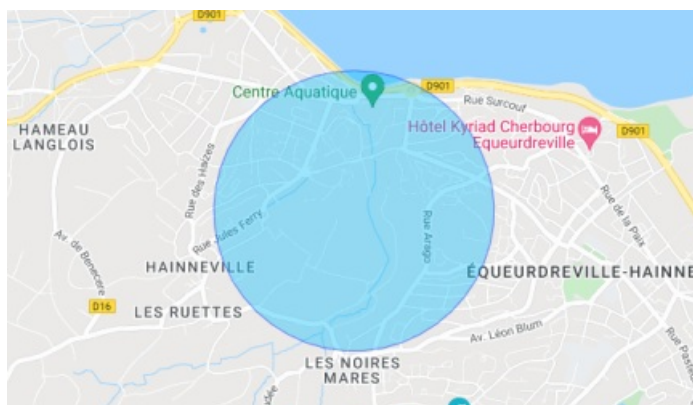 D901
Centre Aquatique
D901
Rue Surcouf
HAMEAU
LANGLOIS
Hôtel Kyriad Cherbourg
Equeurdreville
D901
Rue des Haizes
Rue de la Paix
Rue Jules Ferry
Rue Arago
Av. de Benecère
HAINNEVILLE
ÉQUEURDREVILLE-HAINNE
D16
LES RUETTES
Av. Léon Blum
LES NOIRES
MARES
Rue Paste